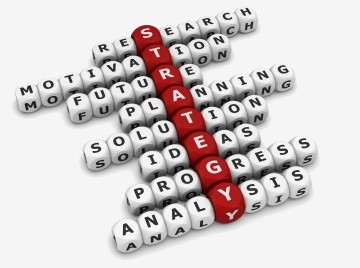 RESEARCH
MOTIVATION
FUTURE
PLANNING
SOLUTION
IDEAS
PROGRESS
ANALYSIS
STRATEGY